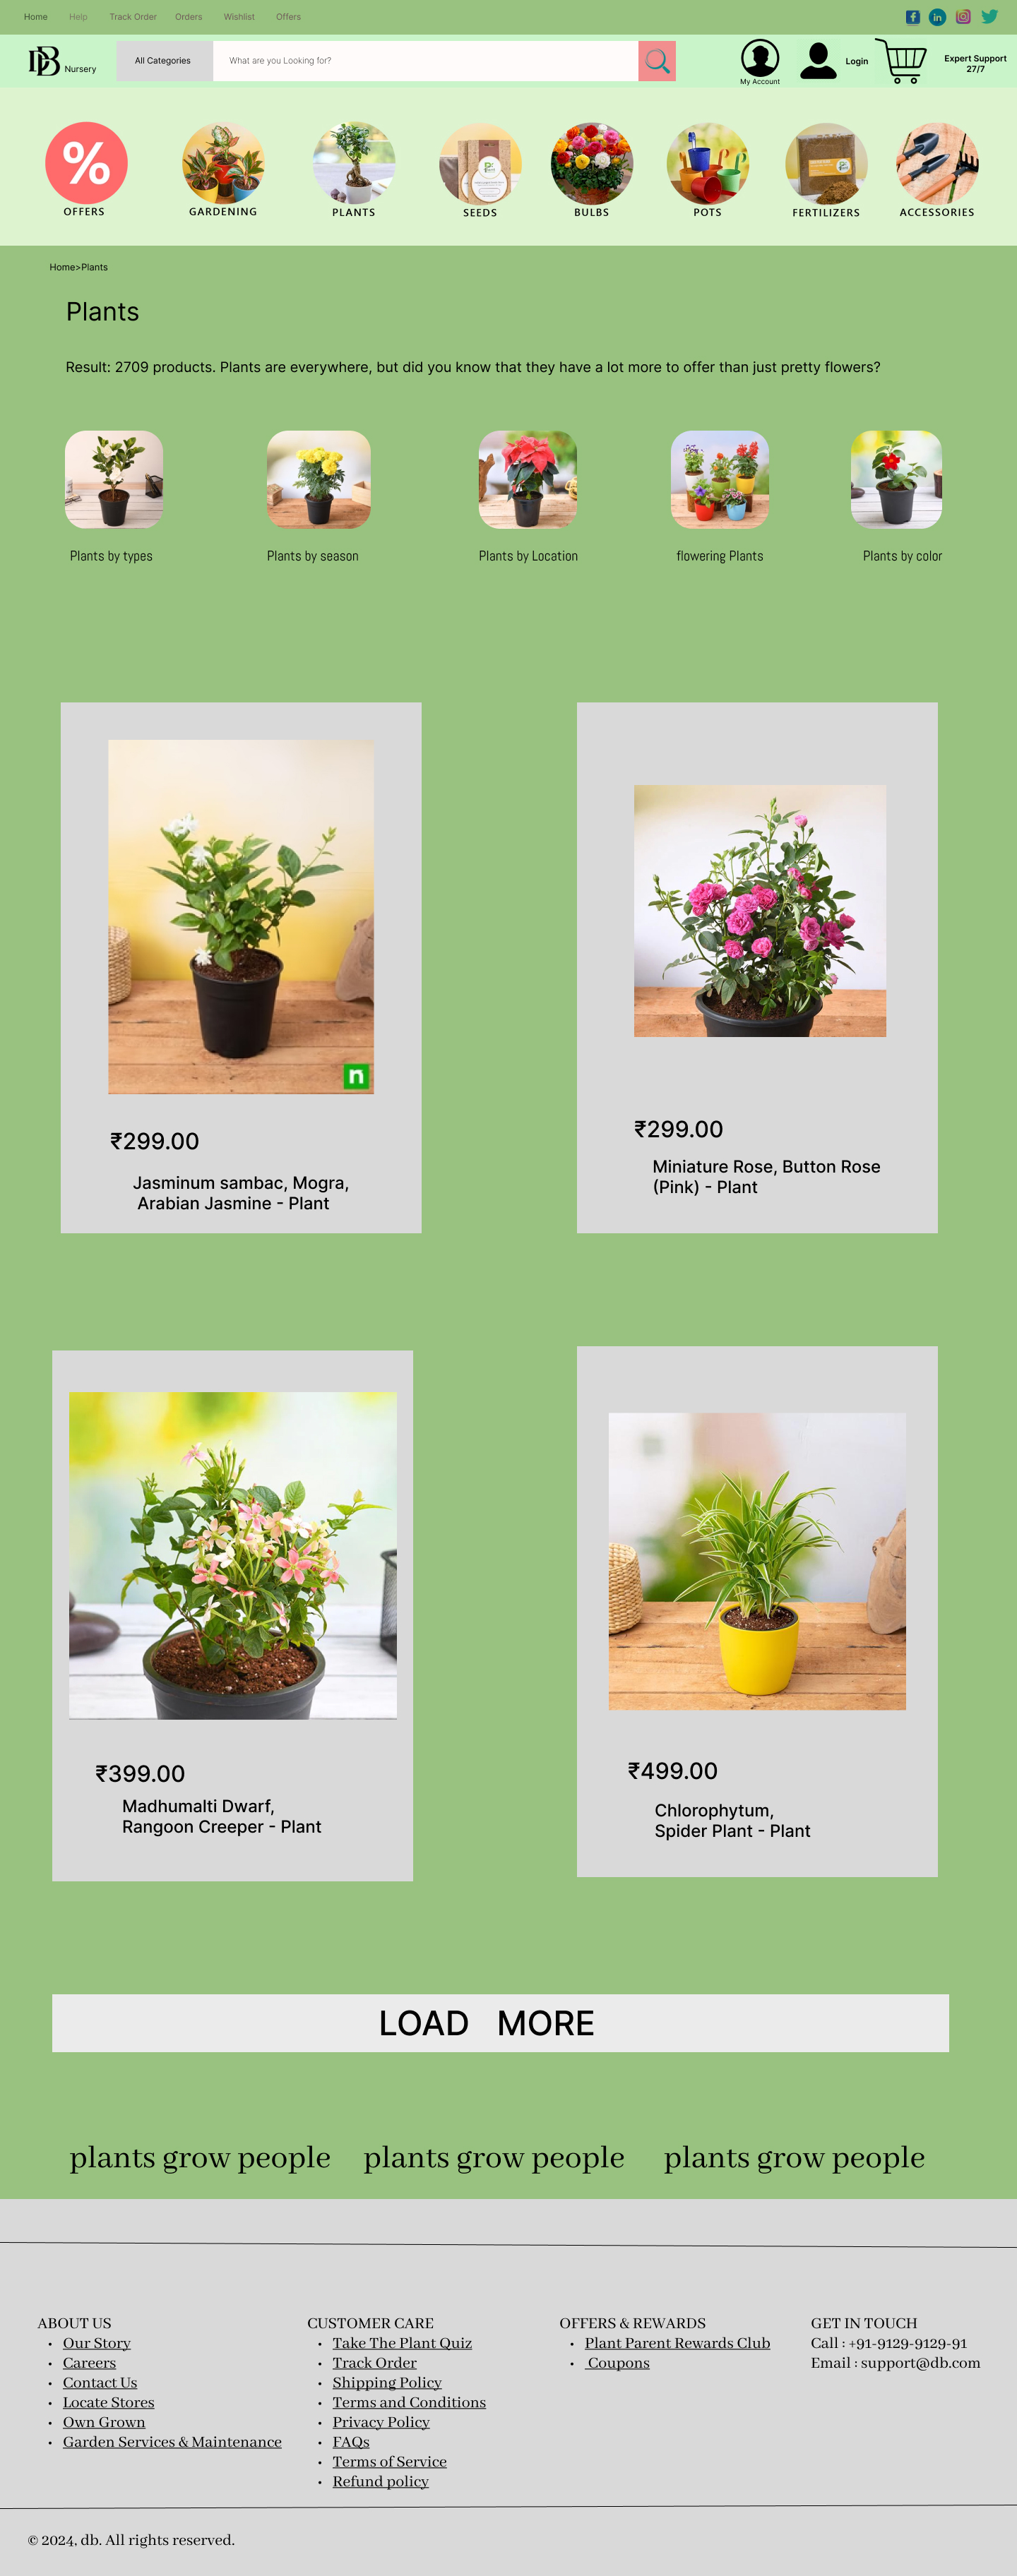 Home Help Track Order Orders Wishlist Offers
DB Nursery
All Categories
What are you Looking for?
My Account
Login
Expert Support
27/7
%
OFFERS
GARDENING
PLANTS
SEEDS
BULBS
POTS
FERTILIZERS
ACCESSORIES
Home>Plants
Plants
Result: 2709 products. Plants are everywhere, but did you know that they have a lot more to offer than just pretty flowers?
Plants by types
Plants by season
Plants by Location
flowering Plants
Plants by color
n
₹299.00
Jasminum sambac, Mogra,
Arabian Jasmine - Plant
₹299.00
Miniature Rose, Button Rose
(Pink) - Plant
₹399.00
Madhumalti Dwarf,
Rangoon Creeper - Plant
₹499.00
Chlorophytum,
Spider Plant - Plant
LOAD MORE
plants grow people plants grow people plants grow people
ABOUT US
Our Story
Careers
Contact Us
Locate Stores
Own Grown
Garden Services & Maintenance
CUSTOMER CARE
Take The Plant Quiz
Track Order
Shipping Policy
Terms and Conditions
Privacy Policy
FAQs
Terms of Service
Refund policy
OFFERS & REWARDS
Plant Parent Rewards Club
Coupons
GET IN TOUCH
Call : +91-9129-9129-91
Email : support@db.com
© 2024, db. All rights reserved.